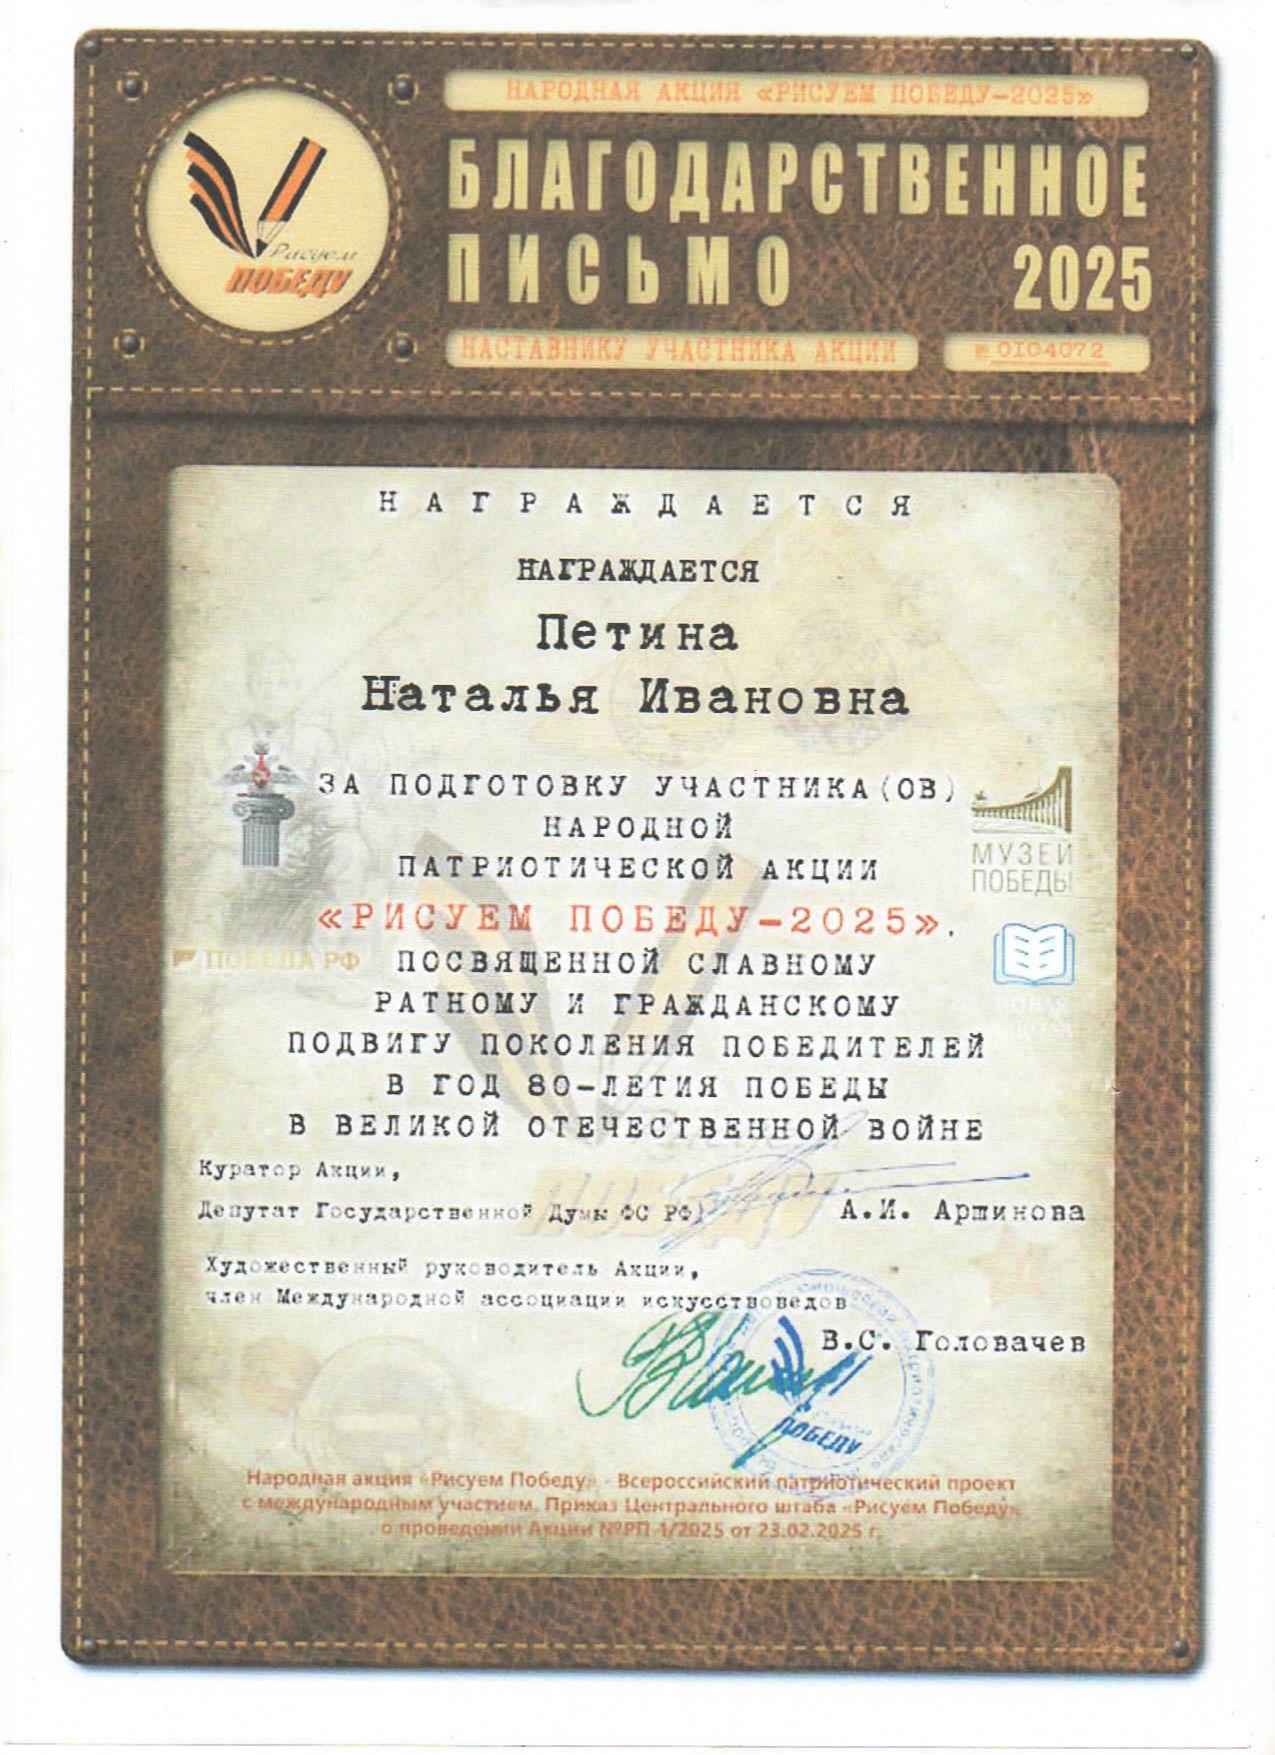 НАРОДНАЯ АКЦИЯ «РИСУЕМ ПОБЕДУ-2025»
БЛАГОДАРСТВЕННОЕ
ПИСЬМО 2025
Рисуем
ПОБЕДУ
НАСТАВНИКУ УЧАСТНИКА АКЦИИ
№ 0104072
НАГРАЖДАЕТСЯ
НАГРАЖДАЕТСЯ
Петина
Наталья Ивановна
ЗА ПОДГОТОВКУ УЧАСТНИКА(ОВ)
НАРОДНОЙ
ПАТРИОТИЧЕСКОЙ АКЦИИ
МУЗЕЙ
ПОБЕДЫ
«РИСУЕМ ПОБЕДУ-2025».
ПОБЕДА РФ
ПОСВЯЩЕННОЙ СЛАВНОМУ
РАТНОМУ И ГРАЖДАНСКОМУ
ПОДВИГУ ПОКОЛЕНИЯ ПОБЕДИТЕЛЕЙ
В ГОД 80-ЛЕТИЯ ПОБЕДЫ
В ВЕЛИКОЙ ОТЕЧЕСТВЕННОЙ ВОЙНЕ
Куратор Акции,
Депутат Государственной Думы ФС РФ) А.И. Аршинова
Художественный руководитель Акции,
член Международной ассоциации искусствоведов
В.С. Головачев
ПОБЕДУ
Народная акция «Рисуем Победу» - Всероссийский патриотический проект
с международным участием. Приказ Центрального штаба «Рисуем Победу»
о проведении Акции №РП-1/2025 от 23.02.2025 г.